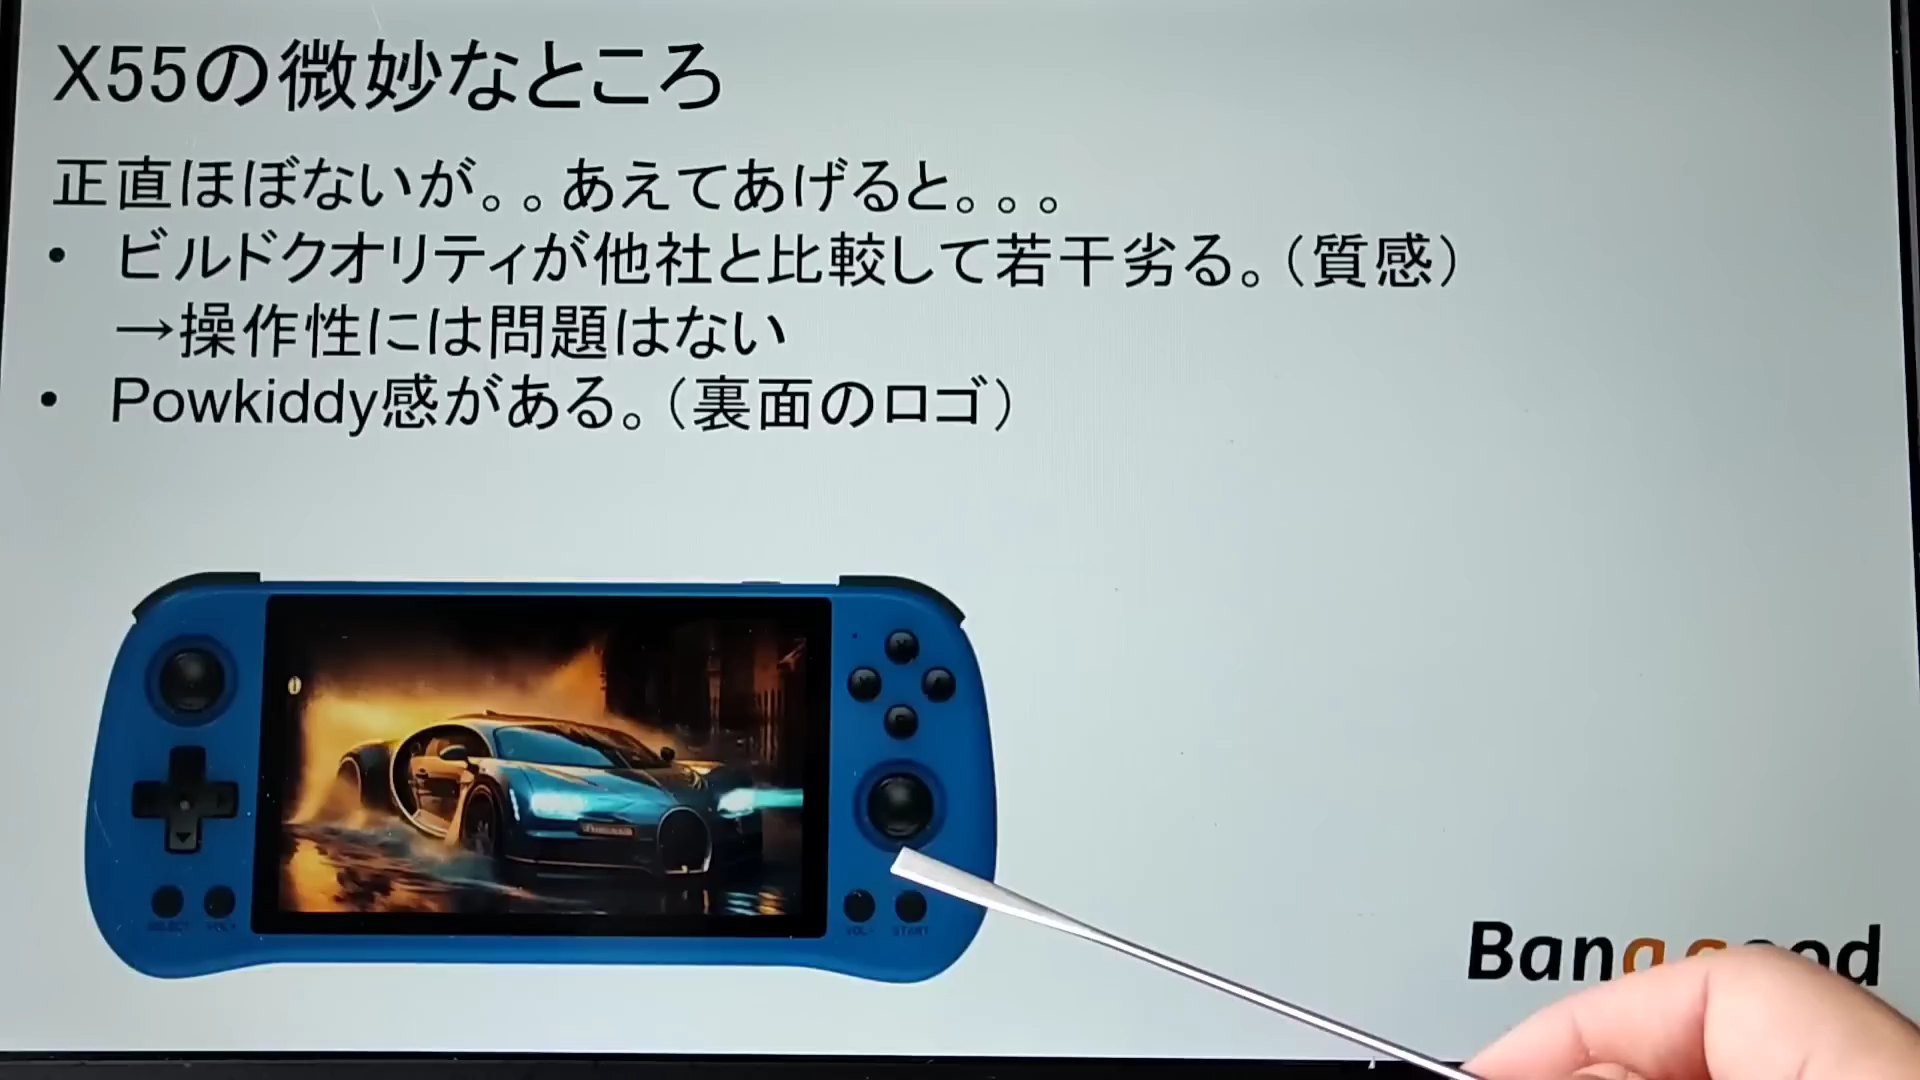 X55の微妙なところ
正直ほぼないが。。あえてあげると。。。
• ビルドクオリティが他社と比較して若干劣る。（質感）
→操作性には問題はない
• Powkiddy感がある。（裏面のロゴ）
SELECT VOL+
VOL- START